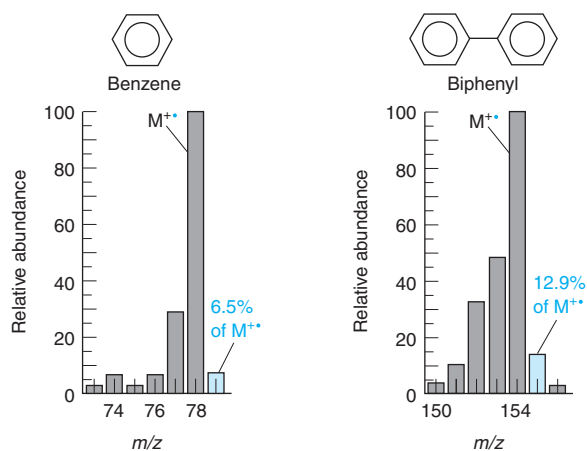 Benzene
Relative abundance
100
80
60
40
20
0
M⁺•
6.5%
of M⁺•
74
76
78
m/z
Biphenyl
Relative abundance
100
80
60
40
20
0
M⁺•
12.9%
of M⁺•
150
154
m/z